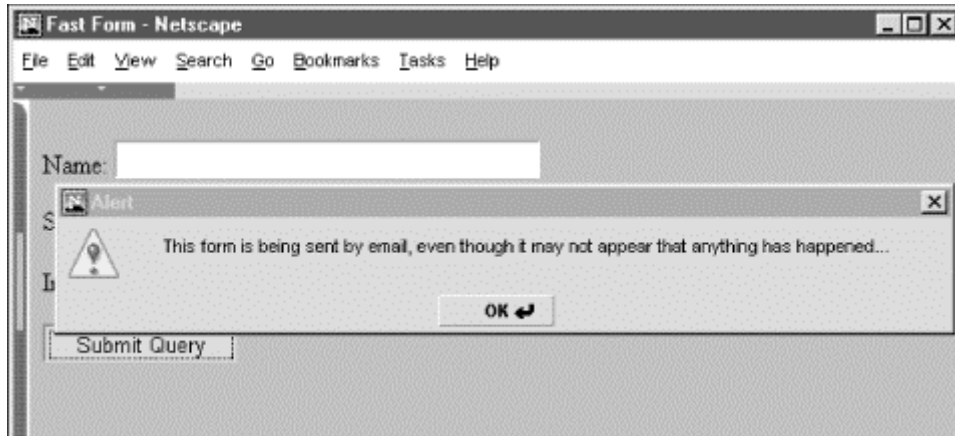 Fast Form - Netscape
File Edit View Search Go Bookmarks Tasks Help
Name:
Alert
This form is being sent by email, even though it may not appear that anything has happened...
OK
Submit Query